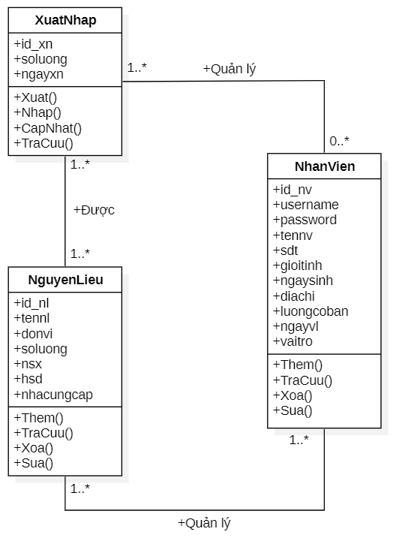 XuatNhap
+id_xn
+soluong
+ngayxn
+Xuat()
+Nhap()
+CapNhat()
+TraCuu()
1..*
+Quản lý
0..*
1..*
+Được
1..*
NhanVien
+id_nv
+username
+password
+tennv
+sdt
+gioitinh
+ngaysinh
+diachi
+luongcoban
+ngayvl
+vaitro
+Them()
+TraCuu()
+Xoa()
+Sua()
1..*
NguyenLieu
+id_nl
+tennl
+donvi
+soluong
+nsx
+hsd
+nhacungcap
+Them()
+TraCuu()
+Xoa()
+Sua()
1..*
+Quản lý